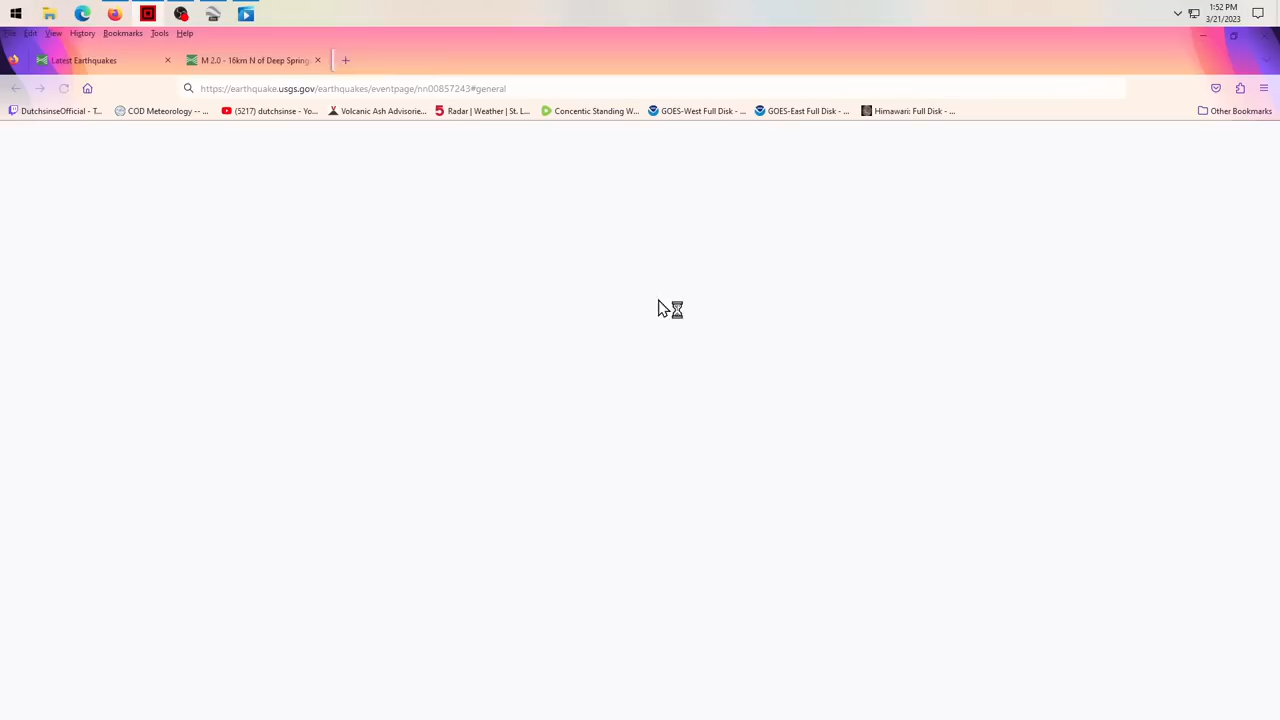 1:52 PM
3/21/2023
File Edit View History Bookmarks Tools Help
Latest Earthquakes
M 2.0 - 16km N of Deep Spring
https://earthquake.usgs.gov/earthquakes/eventpage/nn00857243#general
DutchsinseOfficial - T... COD Meteorology -- ... (5217) dutchsinse - Yo... Volcanic Ash Advisorie... Radar | Weather | St. L... Concentic Standing W... GOES-West Full Disk - ... GOES-East Full Disk - ... Himawari: Full Disk - ... Other Bookmarks